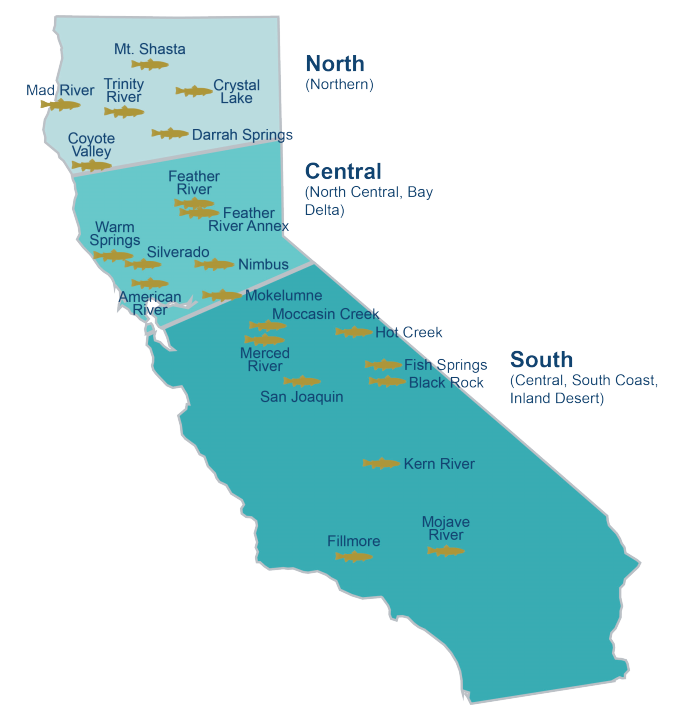 Mt. Shasta
North
(Northern)
Mad River
Trinity
River
Crystal
Lake
Darrah Springs
Coyote
Valley
Central
(North Central, Bay
Delta)
Feather
River
Feather
River Annex
Warm
Springs
Silverado
Nimbus
American
River
Mokelumne
Moccasin Creek
Hot Creek
Merced
River
South
(Central, South Coast,
Inland Desert)
Fish Springs
Black Rock
San Joaquin
Kern River
Mojave
River
Fillmore